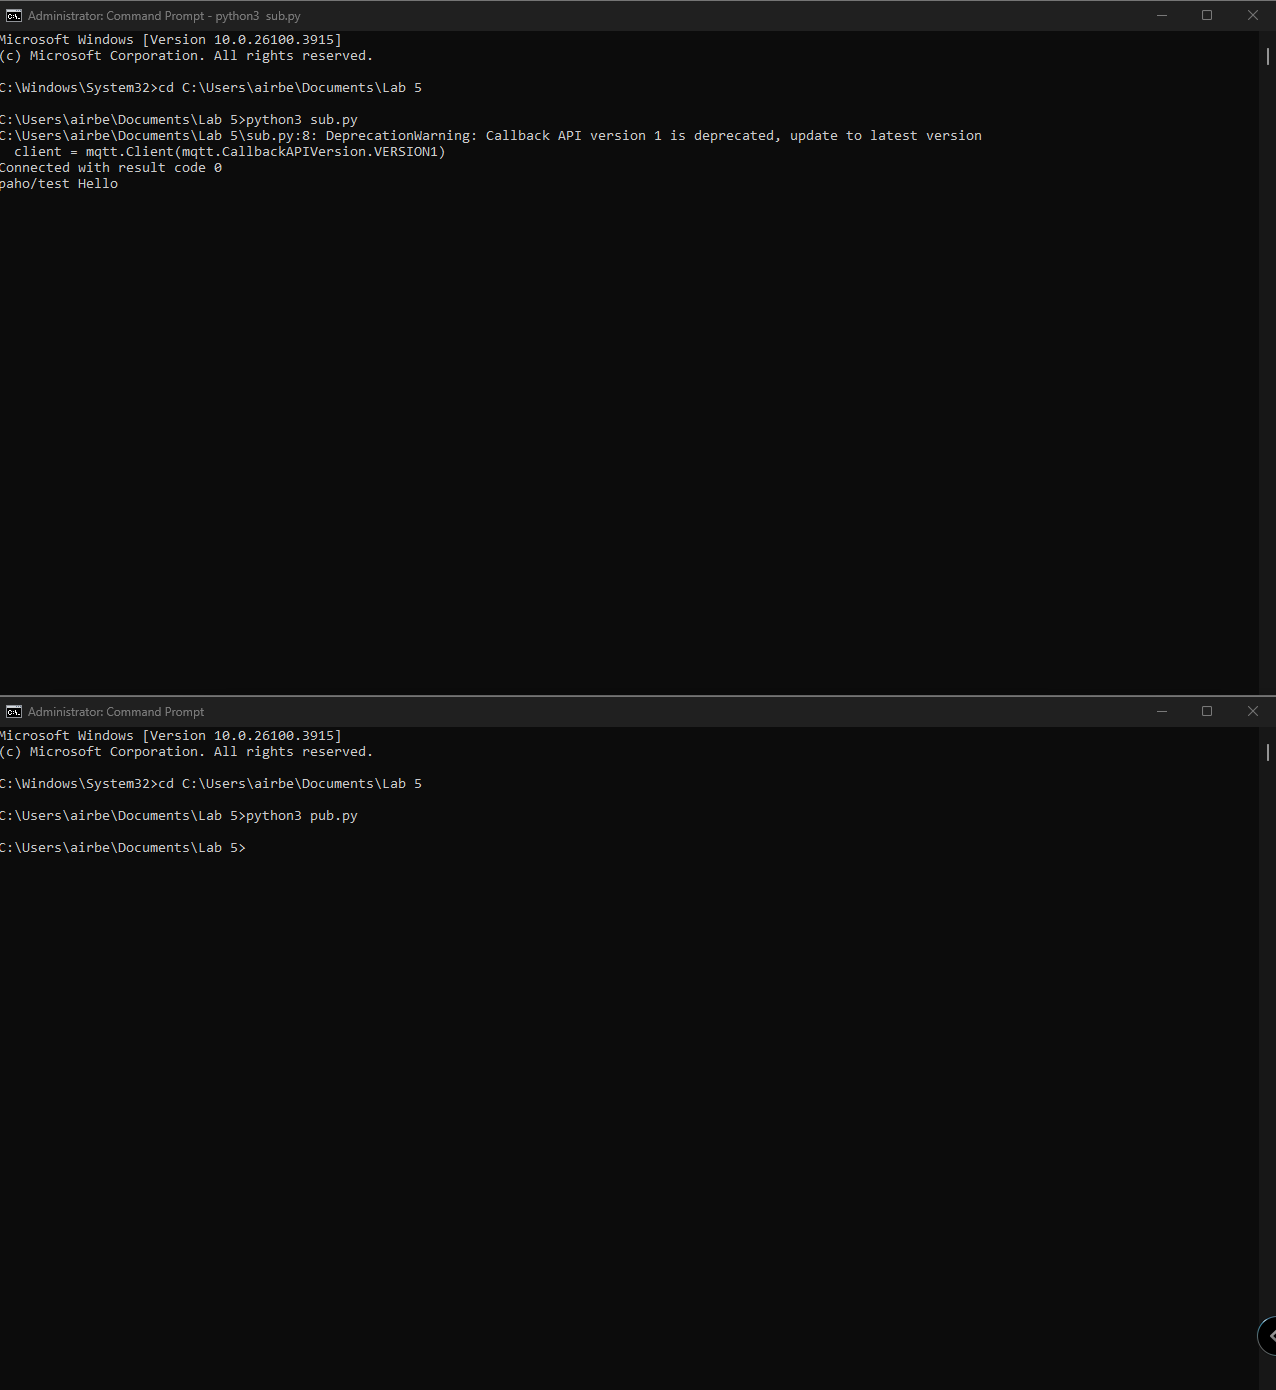 Administrator: Command Prompt - python3  sub.py
Microsoft Windows [Version 10.0.26100.3915]
(c) Microsoft Corporation. All rights reserved.
C:\Windows\System32>cd C:\Users\airbe\Documents\Lab 5
C:\Users\airbe\Documents\Lab 5>python3 sub.py
C:\Users\airbe\Documents\Lab 5\sub.py:8: DeprecationWarning: Callback API version 1 is deprecated, update to latest version
  client = mqtt.Client(mqtt.CallbackAPIVersion.VERSION1)
Connected with result code 0
paho/test Hello
Administrator: Command Prompt
Microsoft Windows [Version 10.0.26100.3915]
(c) Microsoft Corporation. All rights reserved.
C:\Windows\System32>cd C:\Users\airbe\Documents\Lab 5
C:\Users\airbe\Documents\Lab 5>python3 pub.py
C:\Users\airbe\Documents\Lab 5>